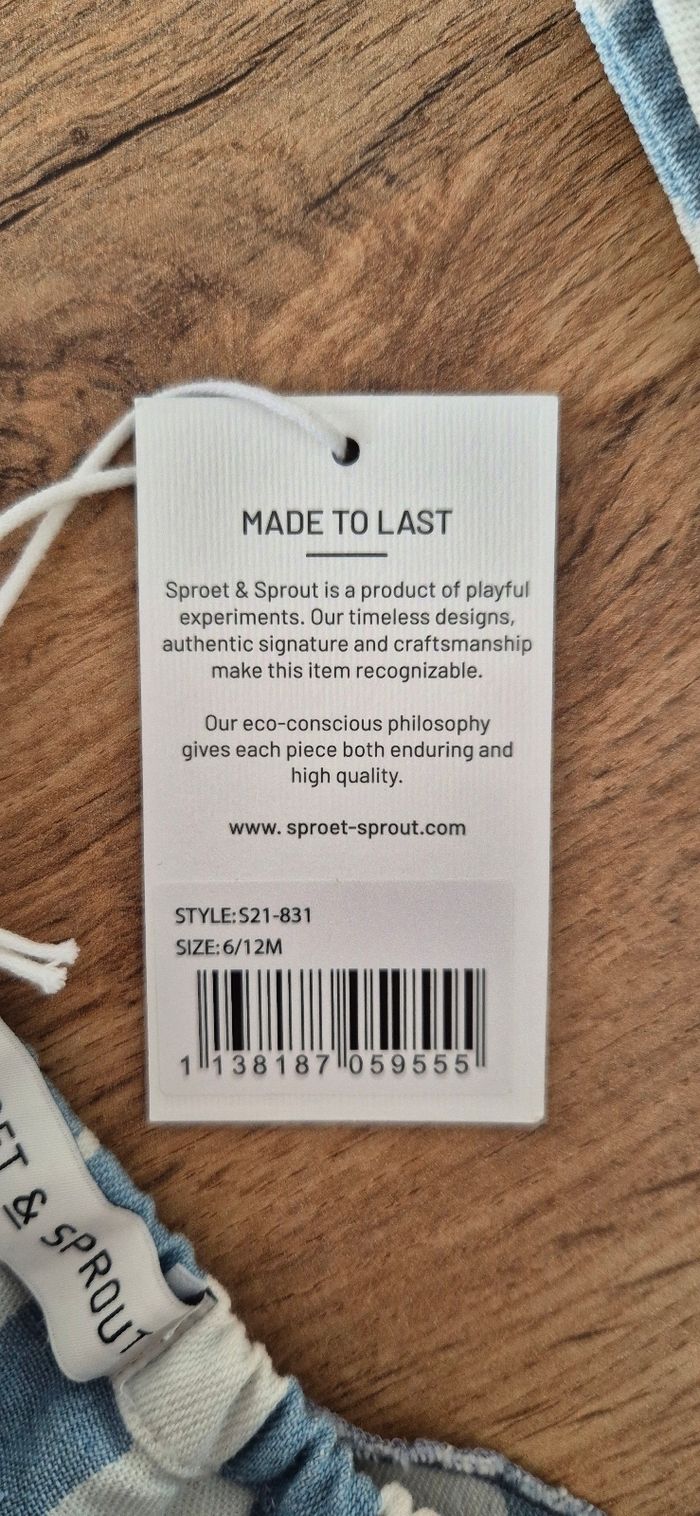 MADE TO LAST
Sproet & Sprout is a product of playful
experiments. Our timeless designs,
authentic signature and craftsmanship
make this item recognizable.
Our eco-conscious philosophy
gives each piece both enduring and
high quality.
www. sproet-sprout.com
STYLE: S21-831
SIZE: 6/12M
1 138187 059555
& SPROUT